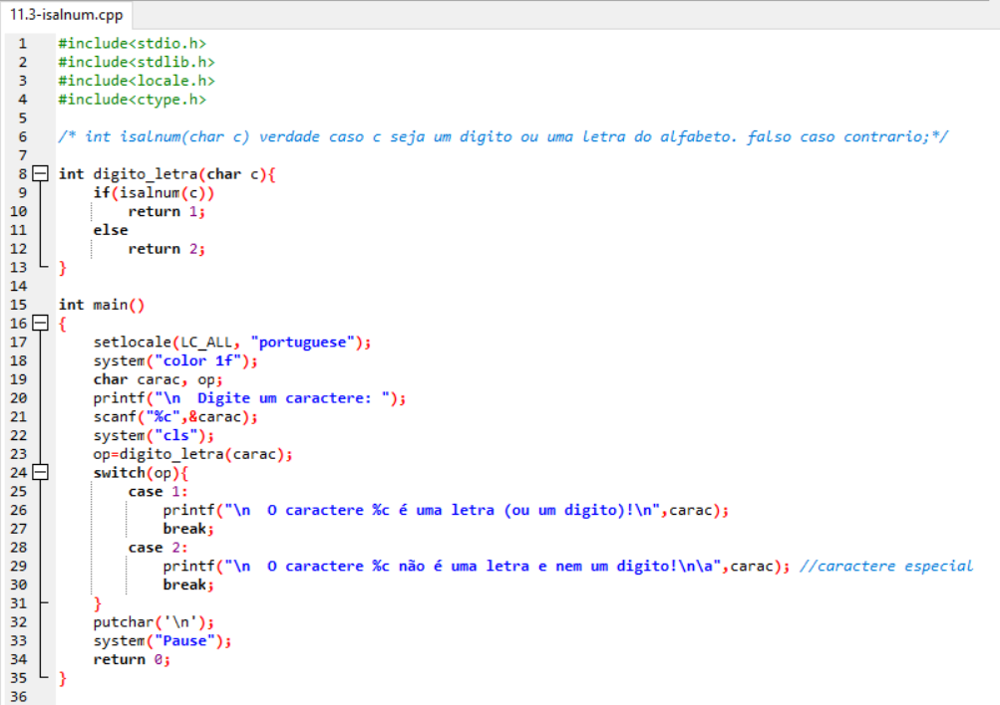 11.3-isalnum.cpp
1 #include<stdio.h>
2 #include<stdlib.h>
3 #include<locale.h>
4 #include<ctype.h>
5
6 /* int isalnum(char c) verdade caso c seja um digito ou uma letra do alfabeto. falso caso contrario;*/
7
8 int digito_letra(char c){
9 if(isalnum(c))
10 return 1;
11 else
12 return 2;
13 }
14
15 int main()
16 {
17 setlocale(LC_ALL, "portuguese");
18 system("color 1f");
19 char carac, op;
20 printf("\n  Digite um caractere: ");
21 scanf("%c",&carac);
22 system("cls");
23 op=digito_letra(carac);
24 switch(op){
25 case 1:
26 printf("\n  O caractere %c é uma letra (ou um digito)!\n",carac);
27 break;
28 case 2:
29 printf("\n  O caractere %c não é uma letra e nem um digito!\n\a",carac); //caractere especial
30 break;
31 }
32 putchar('\n');
33 system("Pause");
34 return 0;
35 }
36